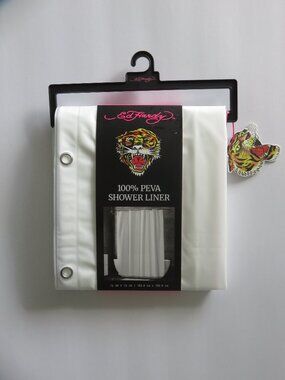 Ed Hardy
100% PEVA
SHOWER LINER